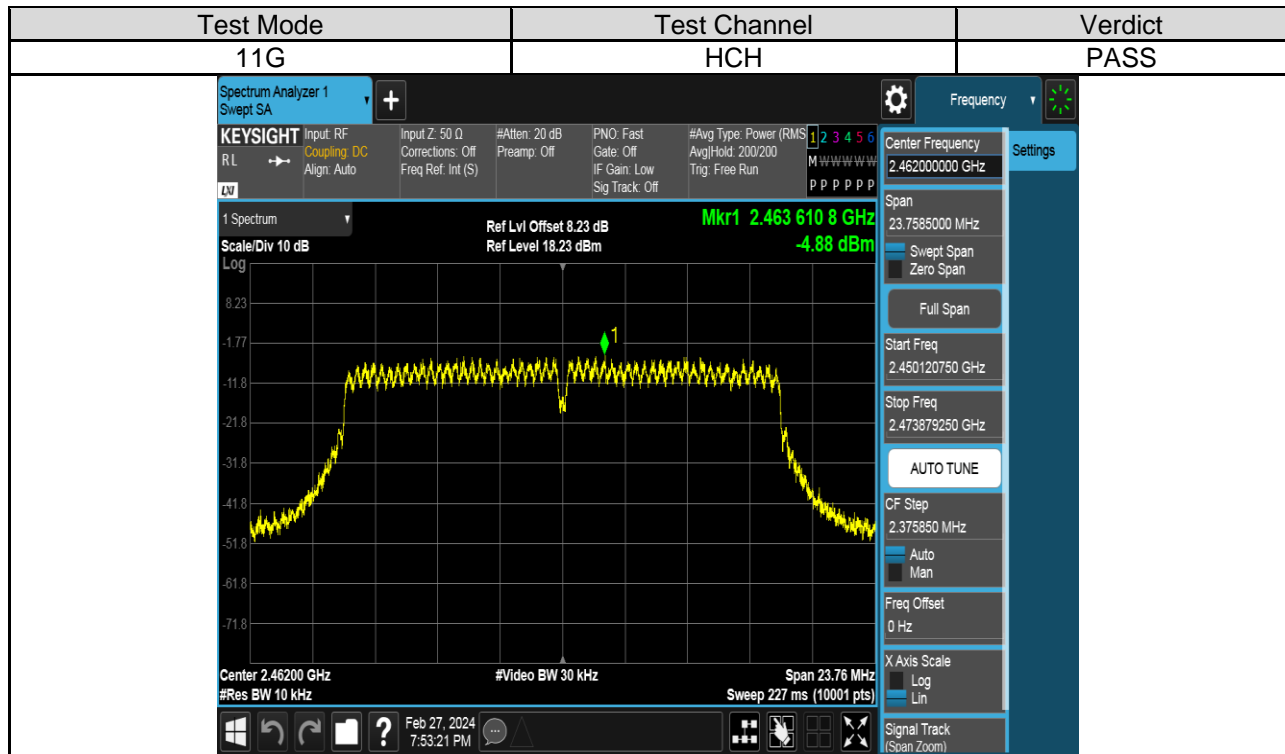 Test Mode Test Channel Verdict
11G HCH PASS
Spectrum Analyzer 1
Swept SA
+
Frequency
KEYSIGHT
RL
LXI
Input: RF
Coupling: DC
Align: Auto
Input Z: 50 Ω
Corrections: Off
Freq Ref: Int (S)
#Atten: 20 dB
Preamp: Off
PNO: Fast
Gate: Off
IF Gain: Low
Sig Track: Off
#Avg Type: Power (RMS
Avg|Hold: 200/200
Trig: Free Run
1 2 3 4 5 6
M W W W W W
P P P P P P
1 Spectrum
Scale/Div 10 dB
Log
Ref Lvl Offset 8.23 dB
Ref Level 18.23 dBm
Mkr1 2.463 610 8 GHz
-4.88 dBm
8.23
-1.77
-11.8
-21.8
-31.8
-41.8
-51.8
-61.8
-71.8
1
Center 2.46200 GHz
#Res BW 10 kHz
#Video BW 30 kHz
Span 23.76 MHz
Sweep 227 ms (10001 pts)
Center Frequency
2.462000000 GHz
Settings
Span
23.7585000 MHz
Swept Span
Zero Span
Full Span
Start Freq
2.450120750 GHz
Stop Freq
2.473879250 GHz
AUTO TUNE
CF Step
2.375850 MHz
Auto
Man
Freq Offset
0 Hz
X Axis Scale
Log
Lin
Signal Track
(Span Zoom)
?
Feb 27, 2024
7:53:21 PM